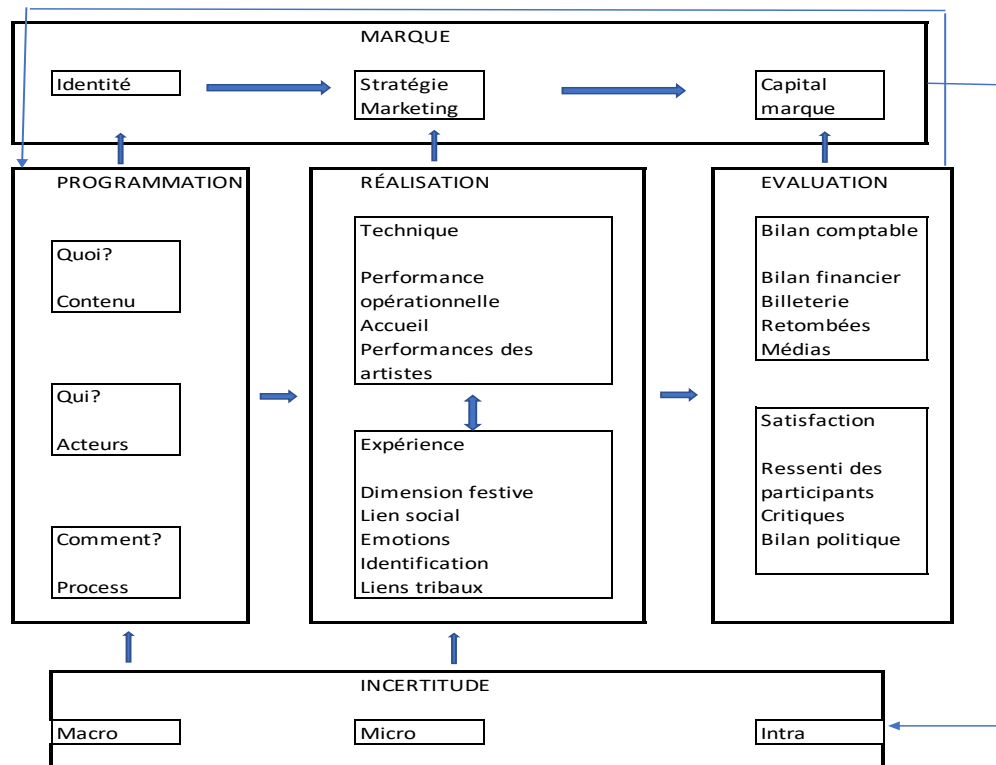 MARQUE
Identité
Stratégie
Marketing
Capital
marque
PROGRAMMATION
Quoi?
Contenu
Qui?
Acteurs
Comment?
Process
RÉALISATION
Technique
Performance
opérationnelle
Accueil
Performances des
artistes
Expérience
Dimension festive
Lien social
Emotions
Identification
Liens tribaux
EVALUATION
Bilan comptable
Bilan financier
Billeterie
Retombées
Médias
Satisfaction
Ressenti des
participants
Critiques
Bilan politique
INCERTITUDE
Macro
Micro
Intra